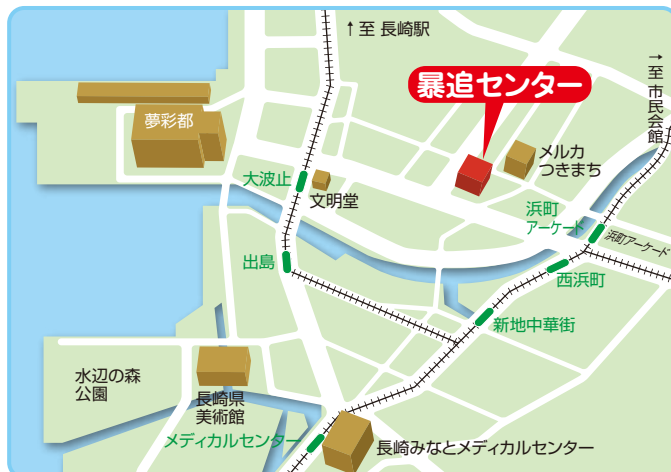 ↑至 長崎駅
→至 市民会館
暴追センター
夢彩都
メルカ
つきまち
大波止
文明堂
浜町
アーケード
浜町アーケード
出島
西浜町
新地中華街
水辺の森
公園
長崎県
美術館
メディカルセンター
長崎みなとメディカルセンター